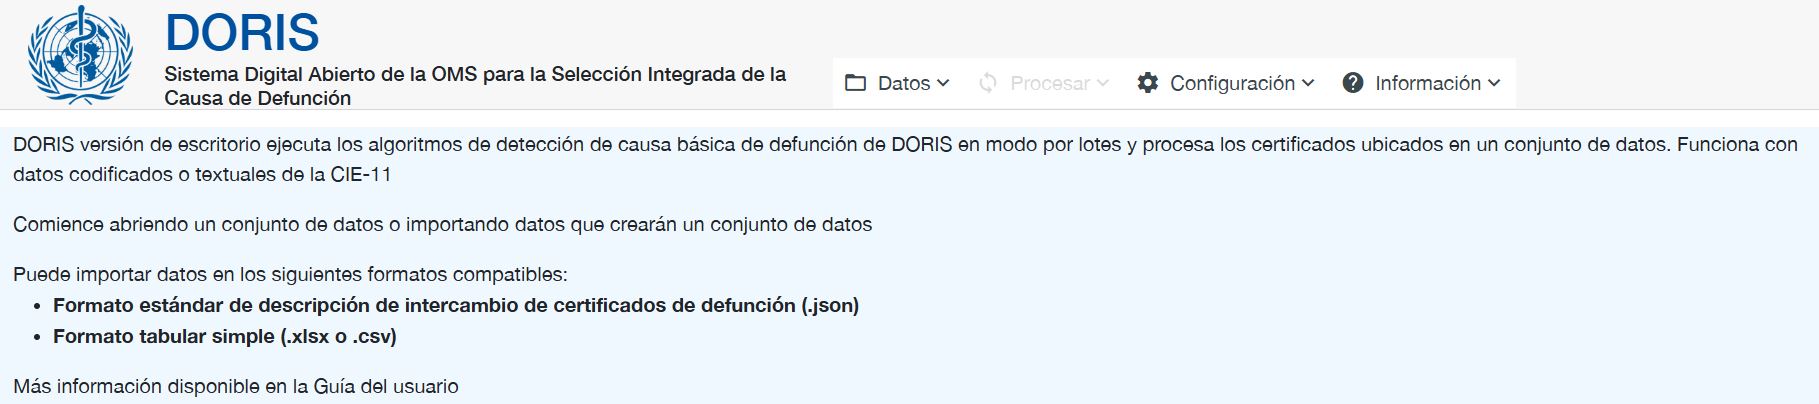 DORIS
Sistema Digital Abierto de la OMS para la Selección Integrada de la
Causa de Defunción
Datos
Procesar
Configuración
Información
DORIS versión de escritorio ejecuta los algoritmos de detección de causa básica de defunción de DORIS en modo por lotes y procesa los certificados ubicados en un conjunto de datos. Funciona con
datos codificados o textuales de la CIE-11
Comience abriendo un conjunto de datos o importando datos que crearán un conjunto de datos
Puede importar datos en los siguientes formatos compatibles:
• Formato estándar de descripción de intercambio de certificados de defunción (.json)
• Formato tabular simple (.xlsx o .csv)
Más información disponible en la Guía del usuario